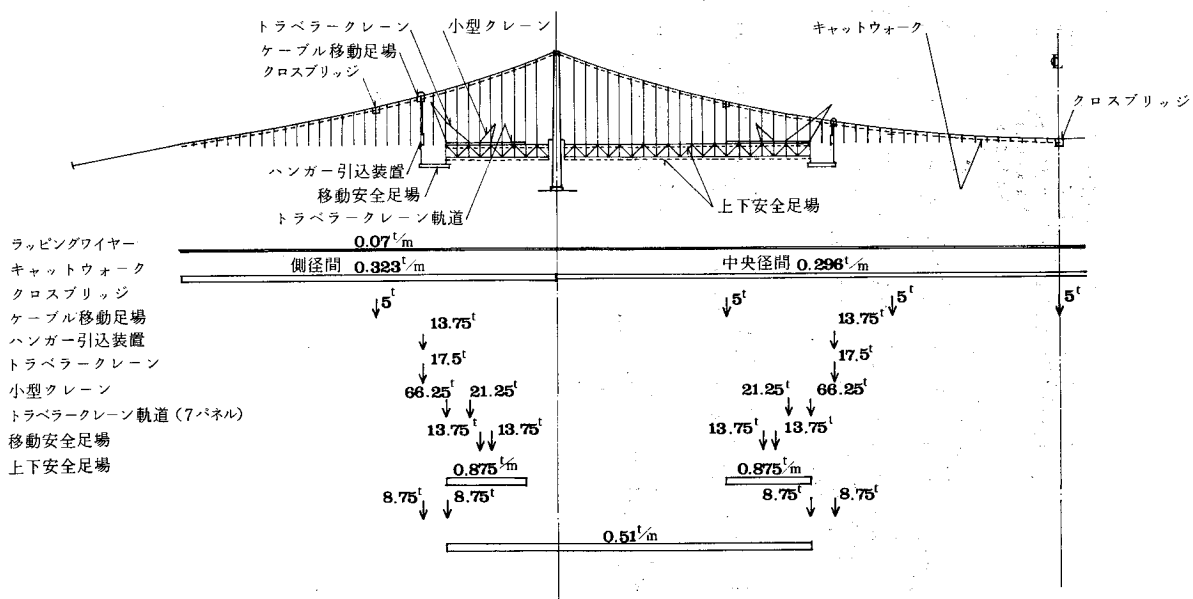 トラベラークレーン
小型クレーン
キャットウォーク
ケーブル移動足場
クロスブリッジ
℄
クロスブリッジ
ハンガー引込装置
移動安全足場
トラベラークレーン軌道
上下安全足場
ラッピングワイヤー
0.07t/m
キャットウォーク
側径間 0.323t/m
中央径間 0.296t/m
クロスブリッジ
5t
5t
5t
5t
ケーブル移動足場
13.75t
13.75t
ハンガー引込装置
17.5t
17.5t
トラベラークレーン
66.25t
21.25t
21.25t
66.25t
小型クレーン
13.75t
13.75t
13.75t
13.75t
トラベラークレーン軌道(7パネル)
0.875t/m
0.875t/m
移動安全足場
8.75t
8.75t
8.75t
8.75t
上下安全足場
0.51t/m